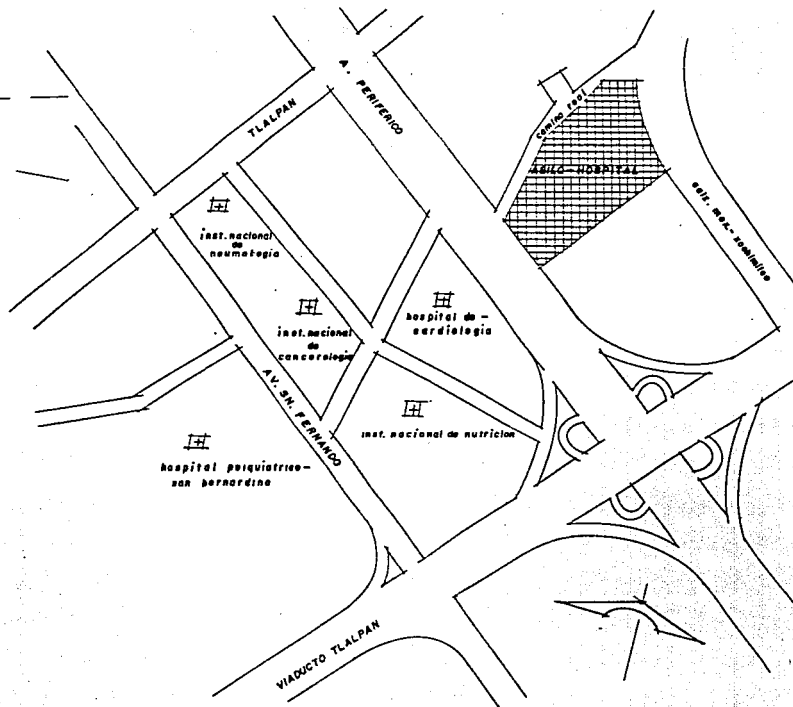 A. PERIFERICO
TLALPAN
camino real
ASILO-HOSPITAL
calz. mex.-xochimilco
inst. nacional
de
neumologia
inst. nacional
de
cancerologia
hospital de-
cardiologia
AV. SN. FERNANDO
inst. nacional de nutricion
hospital psiquiatrico-
san bernardino
VIADUCTO TLALPAN